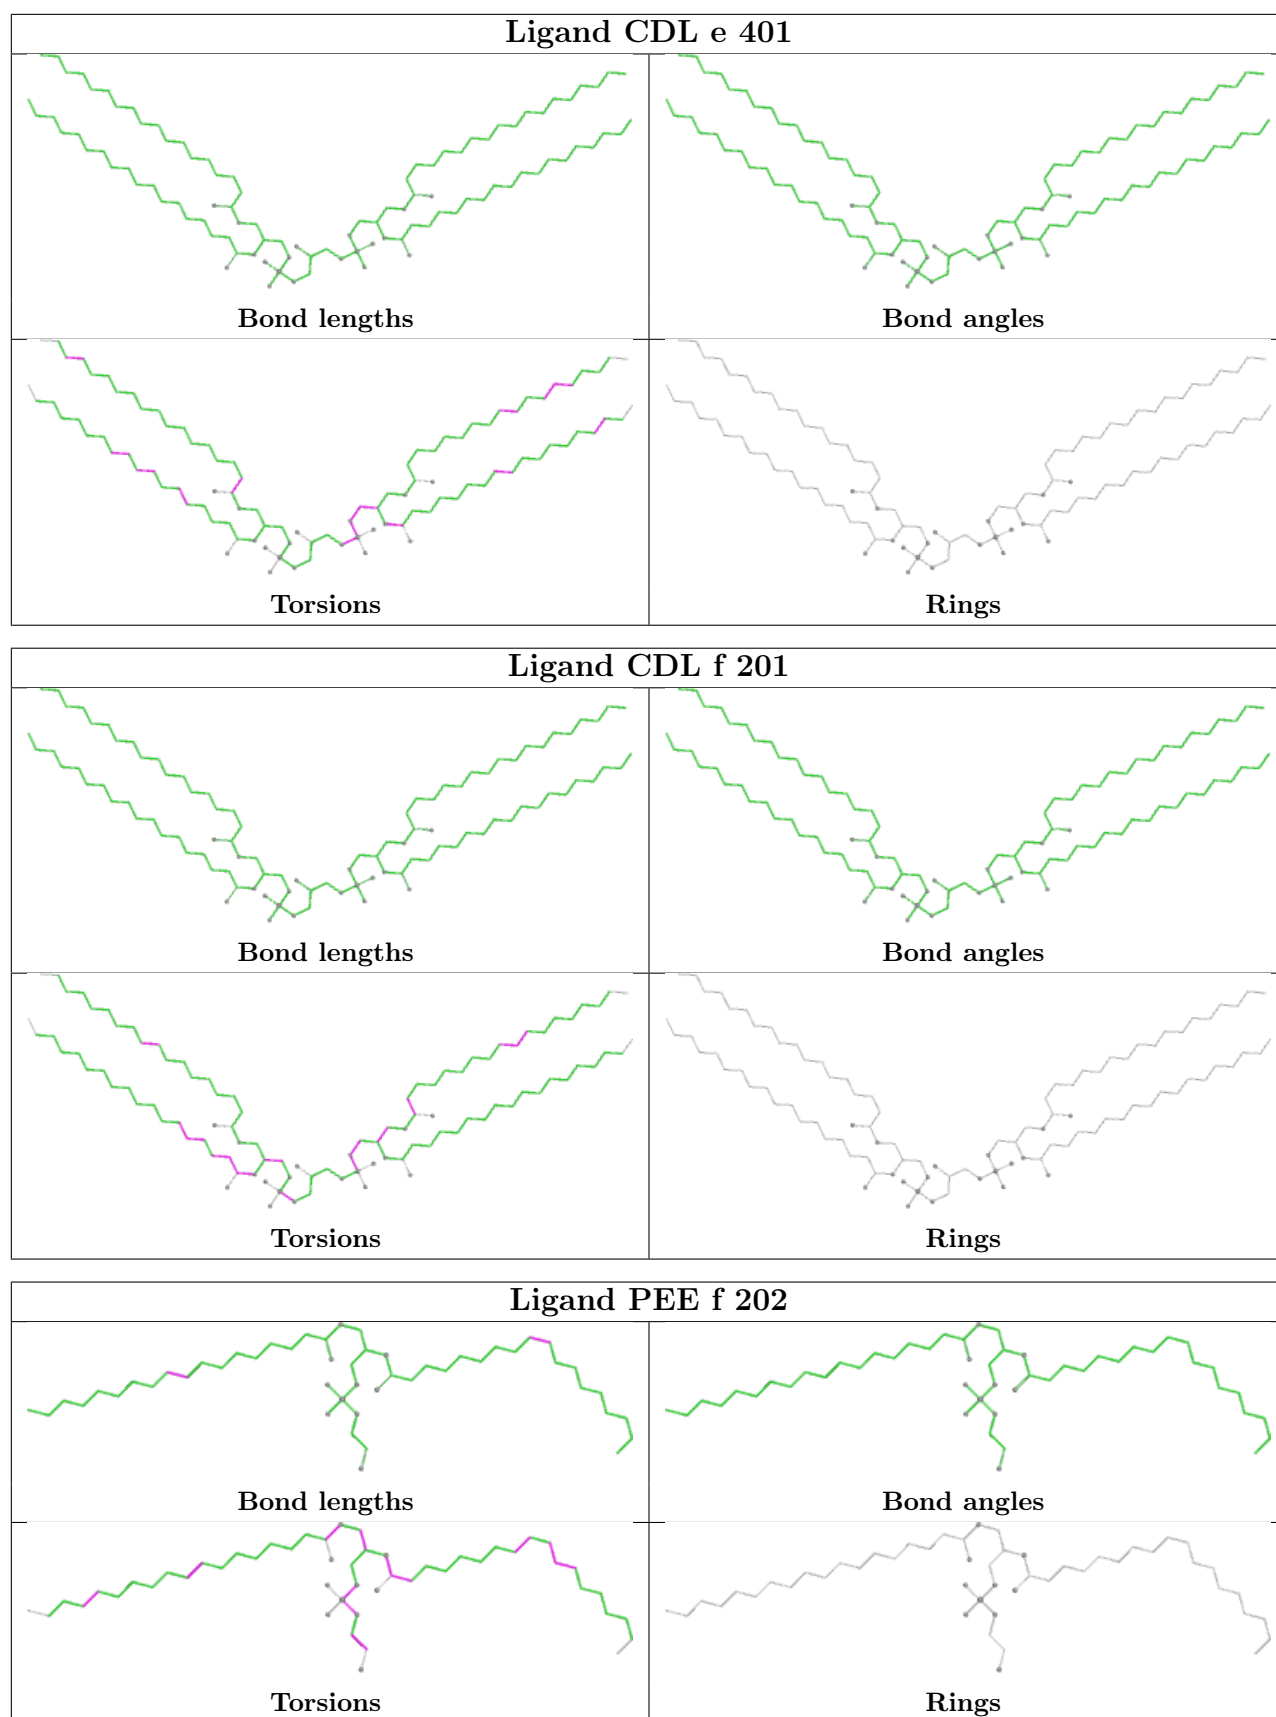 Ligand CDL e 401
Bond lengths
Bond angles
Torsions
Rings
Ligand CDL f 201
Bond lengths
Bond angles
Torsions
Rings
Ligand PEE f 202
Bond lengths
Bond angles
Torsions
Rings